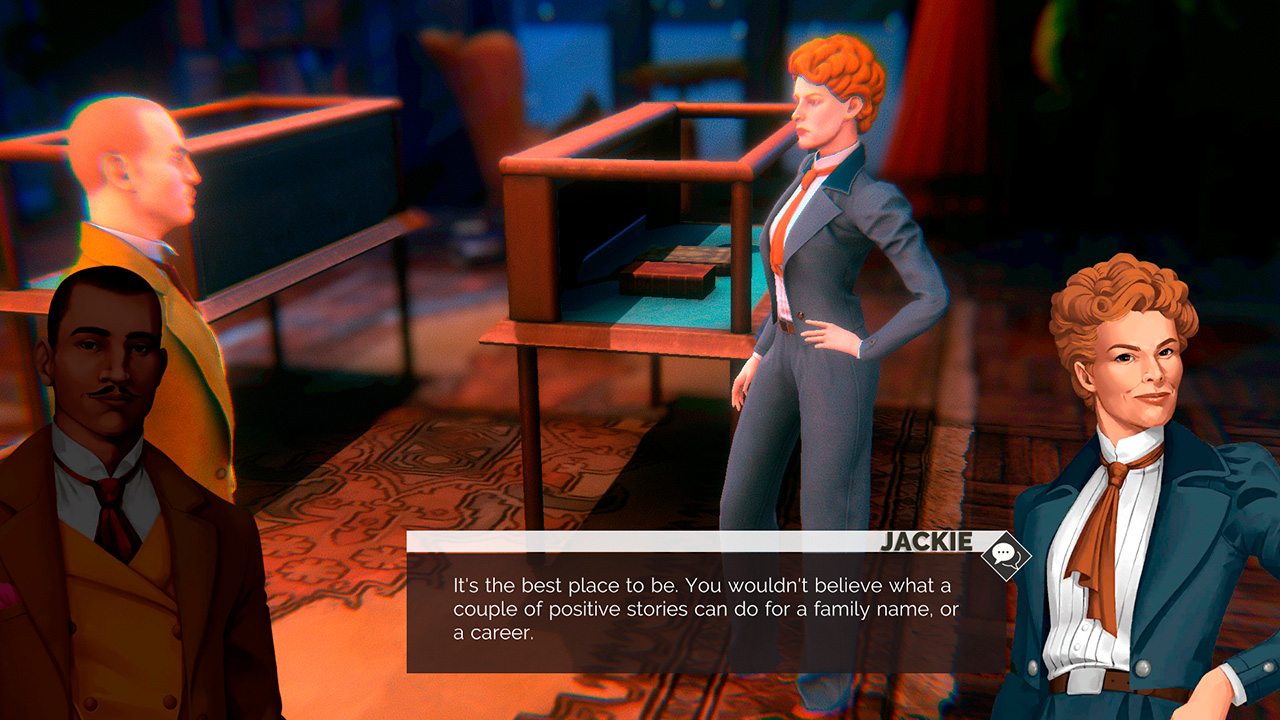 JACKIE
It's the best place to be. You wouldn't believe what a
couple of positive stories can do for a family name, or
a career.